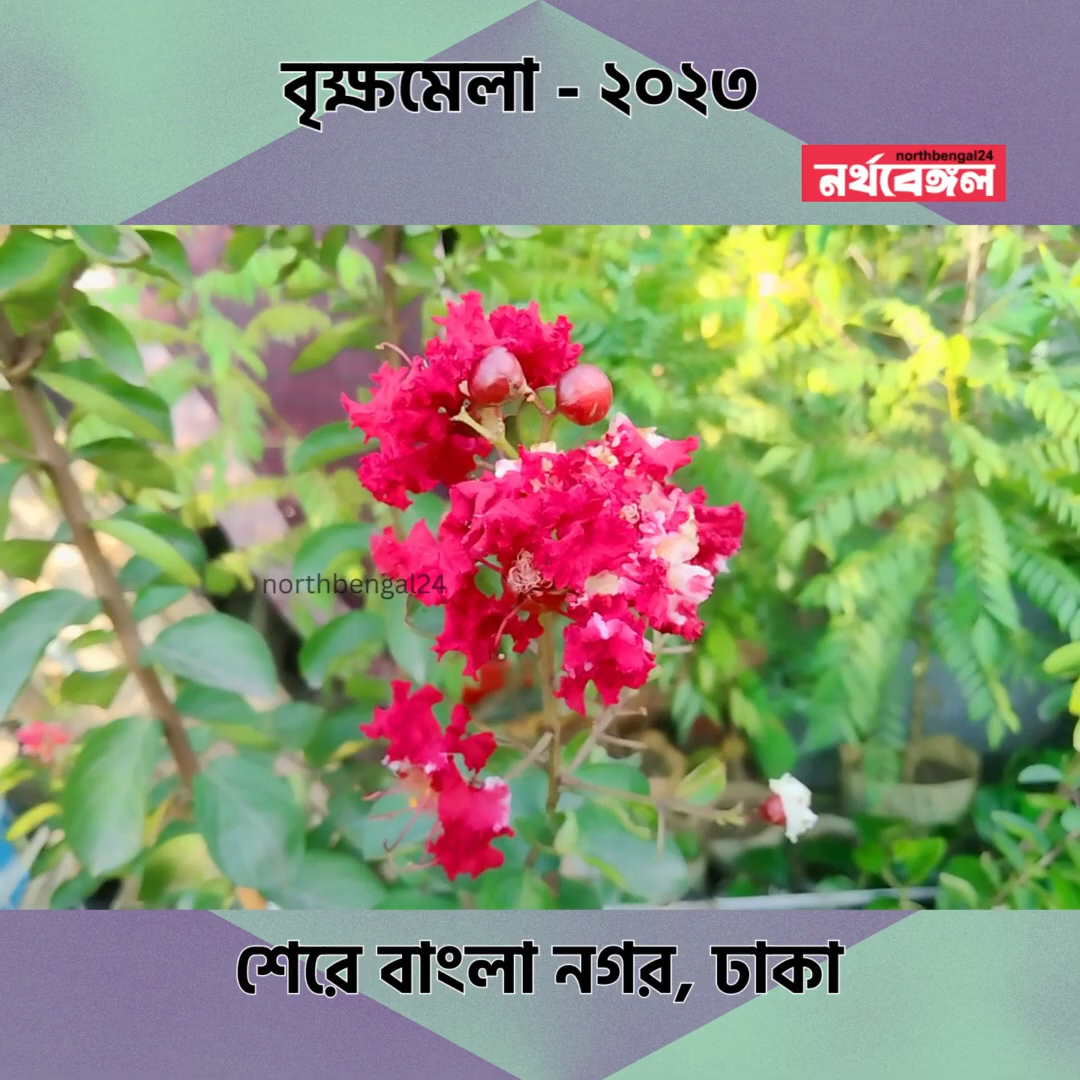 বৃক্ষমেলা - ২০২৩
northbengal24
নর্থবেঙ্গল
northbengal24
শেরে বাংলা নগর, ঢাকা